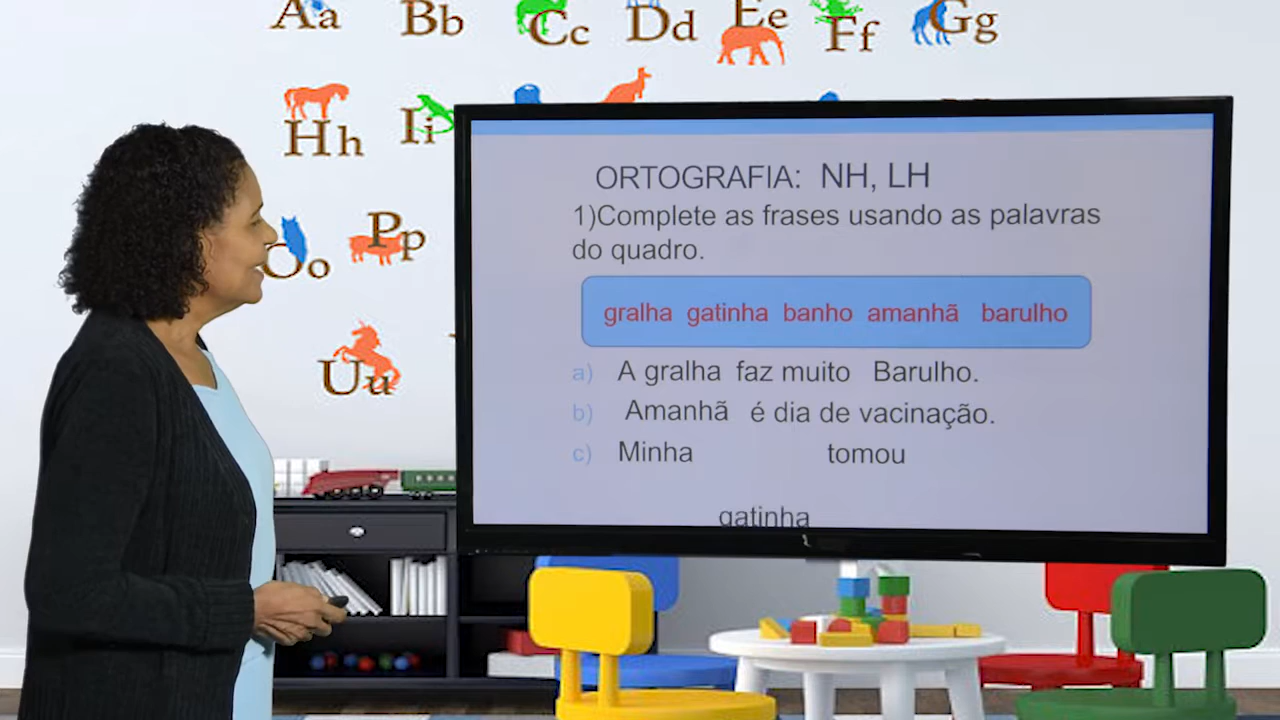 Aa Bb Cc Dd Ee Ff Gg
Hh Ii
Oo Pp
Uu
ORTOGRAFIA: NH, LH
1)Complete as frases usando as palavras
do quadro.
gralha gatinha banho amanhã barulho
a) A gralha faz muito Barulho.
b) Amanhã é dia de vacinação.
c) Minha tomou
gatinha